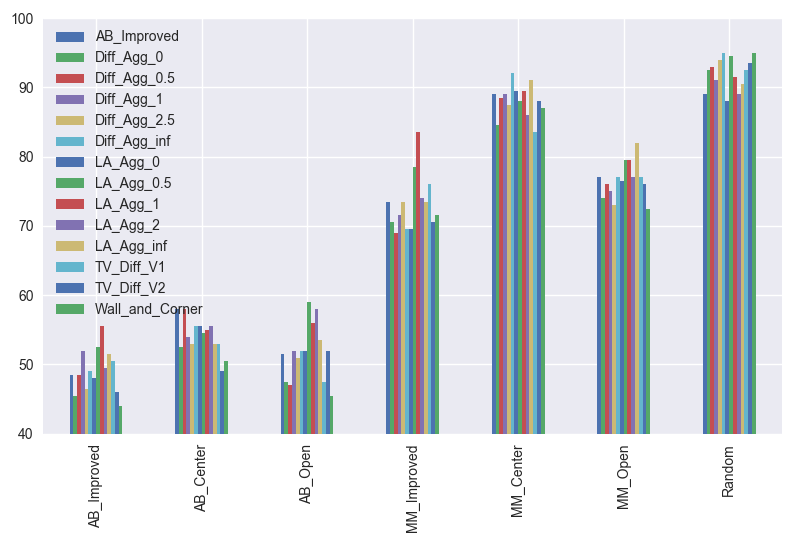 100
90
80
70
60
50
40
AB_Improved
Diff_Agg_0
Diff_Agg_0.5
Diff_Agg_1
Diff_Agg_2.5
Diff_Agg_inf
LA_Agg_0
LA_Agg_0.5
LA_Agg_1
LA_Agg_2
LA_Agg_inf
TV_Diff_V1
TV_Diff_V2
Wall_and_Corner
AB_Improved
AB_Center
AB_Open
MM_Improved
MM_Center
MM_Open
Random